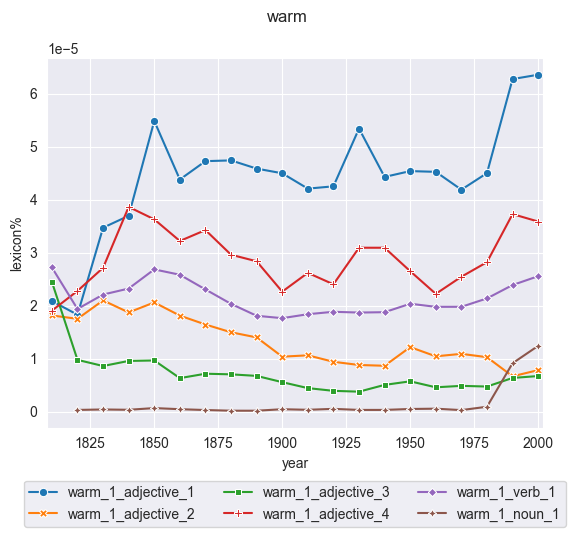 warm
1e−5
6
5
4
3
2
1
0
lexicon%
1825 1850 1875 1900 1925 1950 1975 2000
year
warm_1_adjective_1 warm_1_adjective_3 warm_1_verb_1
warm_1_adjective_2 warm_1_adjective_4 warm_1_noun_1